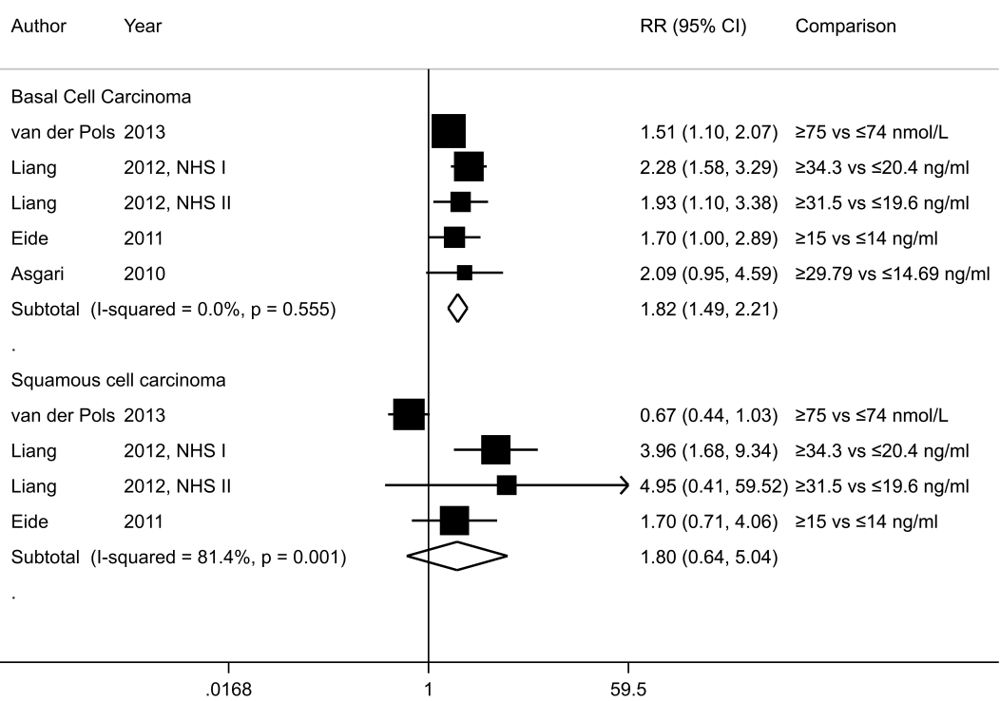 Author Year RR (95% CI) Comparison
Basal Cell Carcinoma
van der Pols 2013 1.51 (1.10, 2.07) ≥75 vs ≤74 nmol/L
Liang 2012, NHS I 2.28 (1.58, 3.29) ≥34.3 vs ≤20.4 ng/ml
Liang 2012, NHS II 1.93 (1.10, 3.38) ≥31.5 vs ≤19.6 ng/ml
Eide 2011 1.70 (1.00, 2.89) ≥15 vs ≤14 ng/ml
Asgari 2010 2.09 (0.95, 4.59) ≥29.79 vs ≤14.69 ng/ml
Subtotal (I-squared = 0.0%, p = 0.555) 1.82 (1.49, 2.21)
.
Squamous cell carcinoma
van der Pols 2013 0.67 (0.44, 1.03) ≥75 vs ≤74 nmol/L
Liang 2012, NHS I 3.96 (1.68, 9.34) ≥34.3 vs ≤20.4 ng/ml
Liang 2012, NHS II 4.95 (0.41, 59.52) ≥31.5 vs ≤19.6 ng/ml
Eide 2011 1.70 (0.71, 4.06) ≥15 vs ≤14 ng/ml
Subtotal (I-squared = 81.4%, p = 0.001) 1.80 (0.64, 5.04)
.
.0168 1 59.5